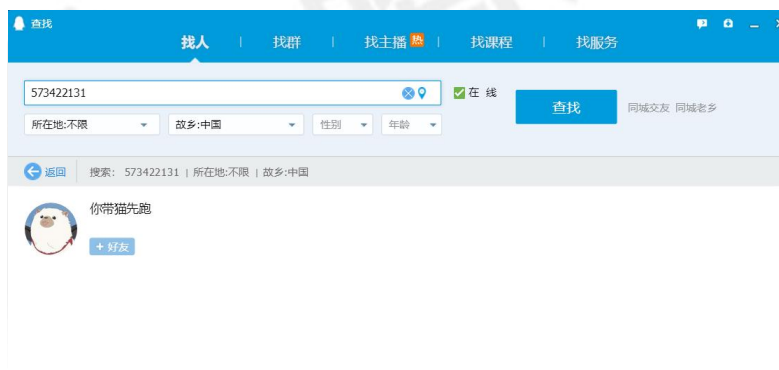 查找
找人 找群 找主播 热 找课程 找服务
573422131 在 线 查找 同城交友 同城老乡
所在地:不限 故乡:中国 性别 年龄
返回 搜索: 573422131 | 所在地:不限 | 故乡:中国
你带猫先跑
+ 好友